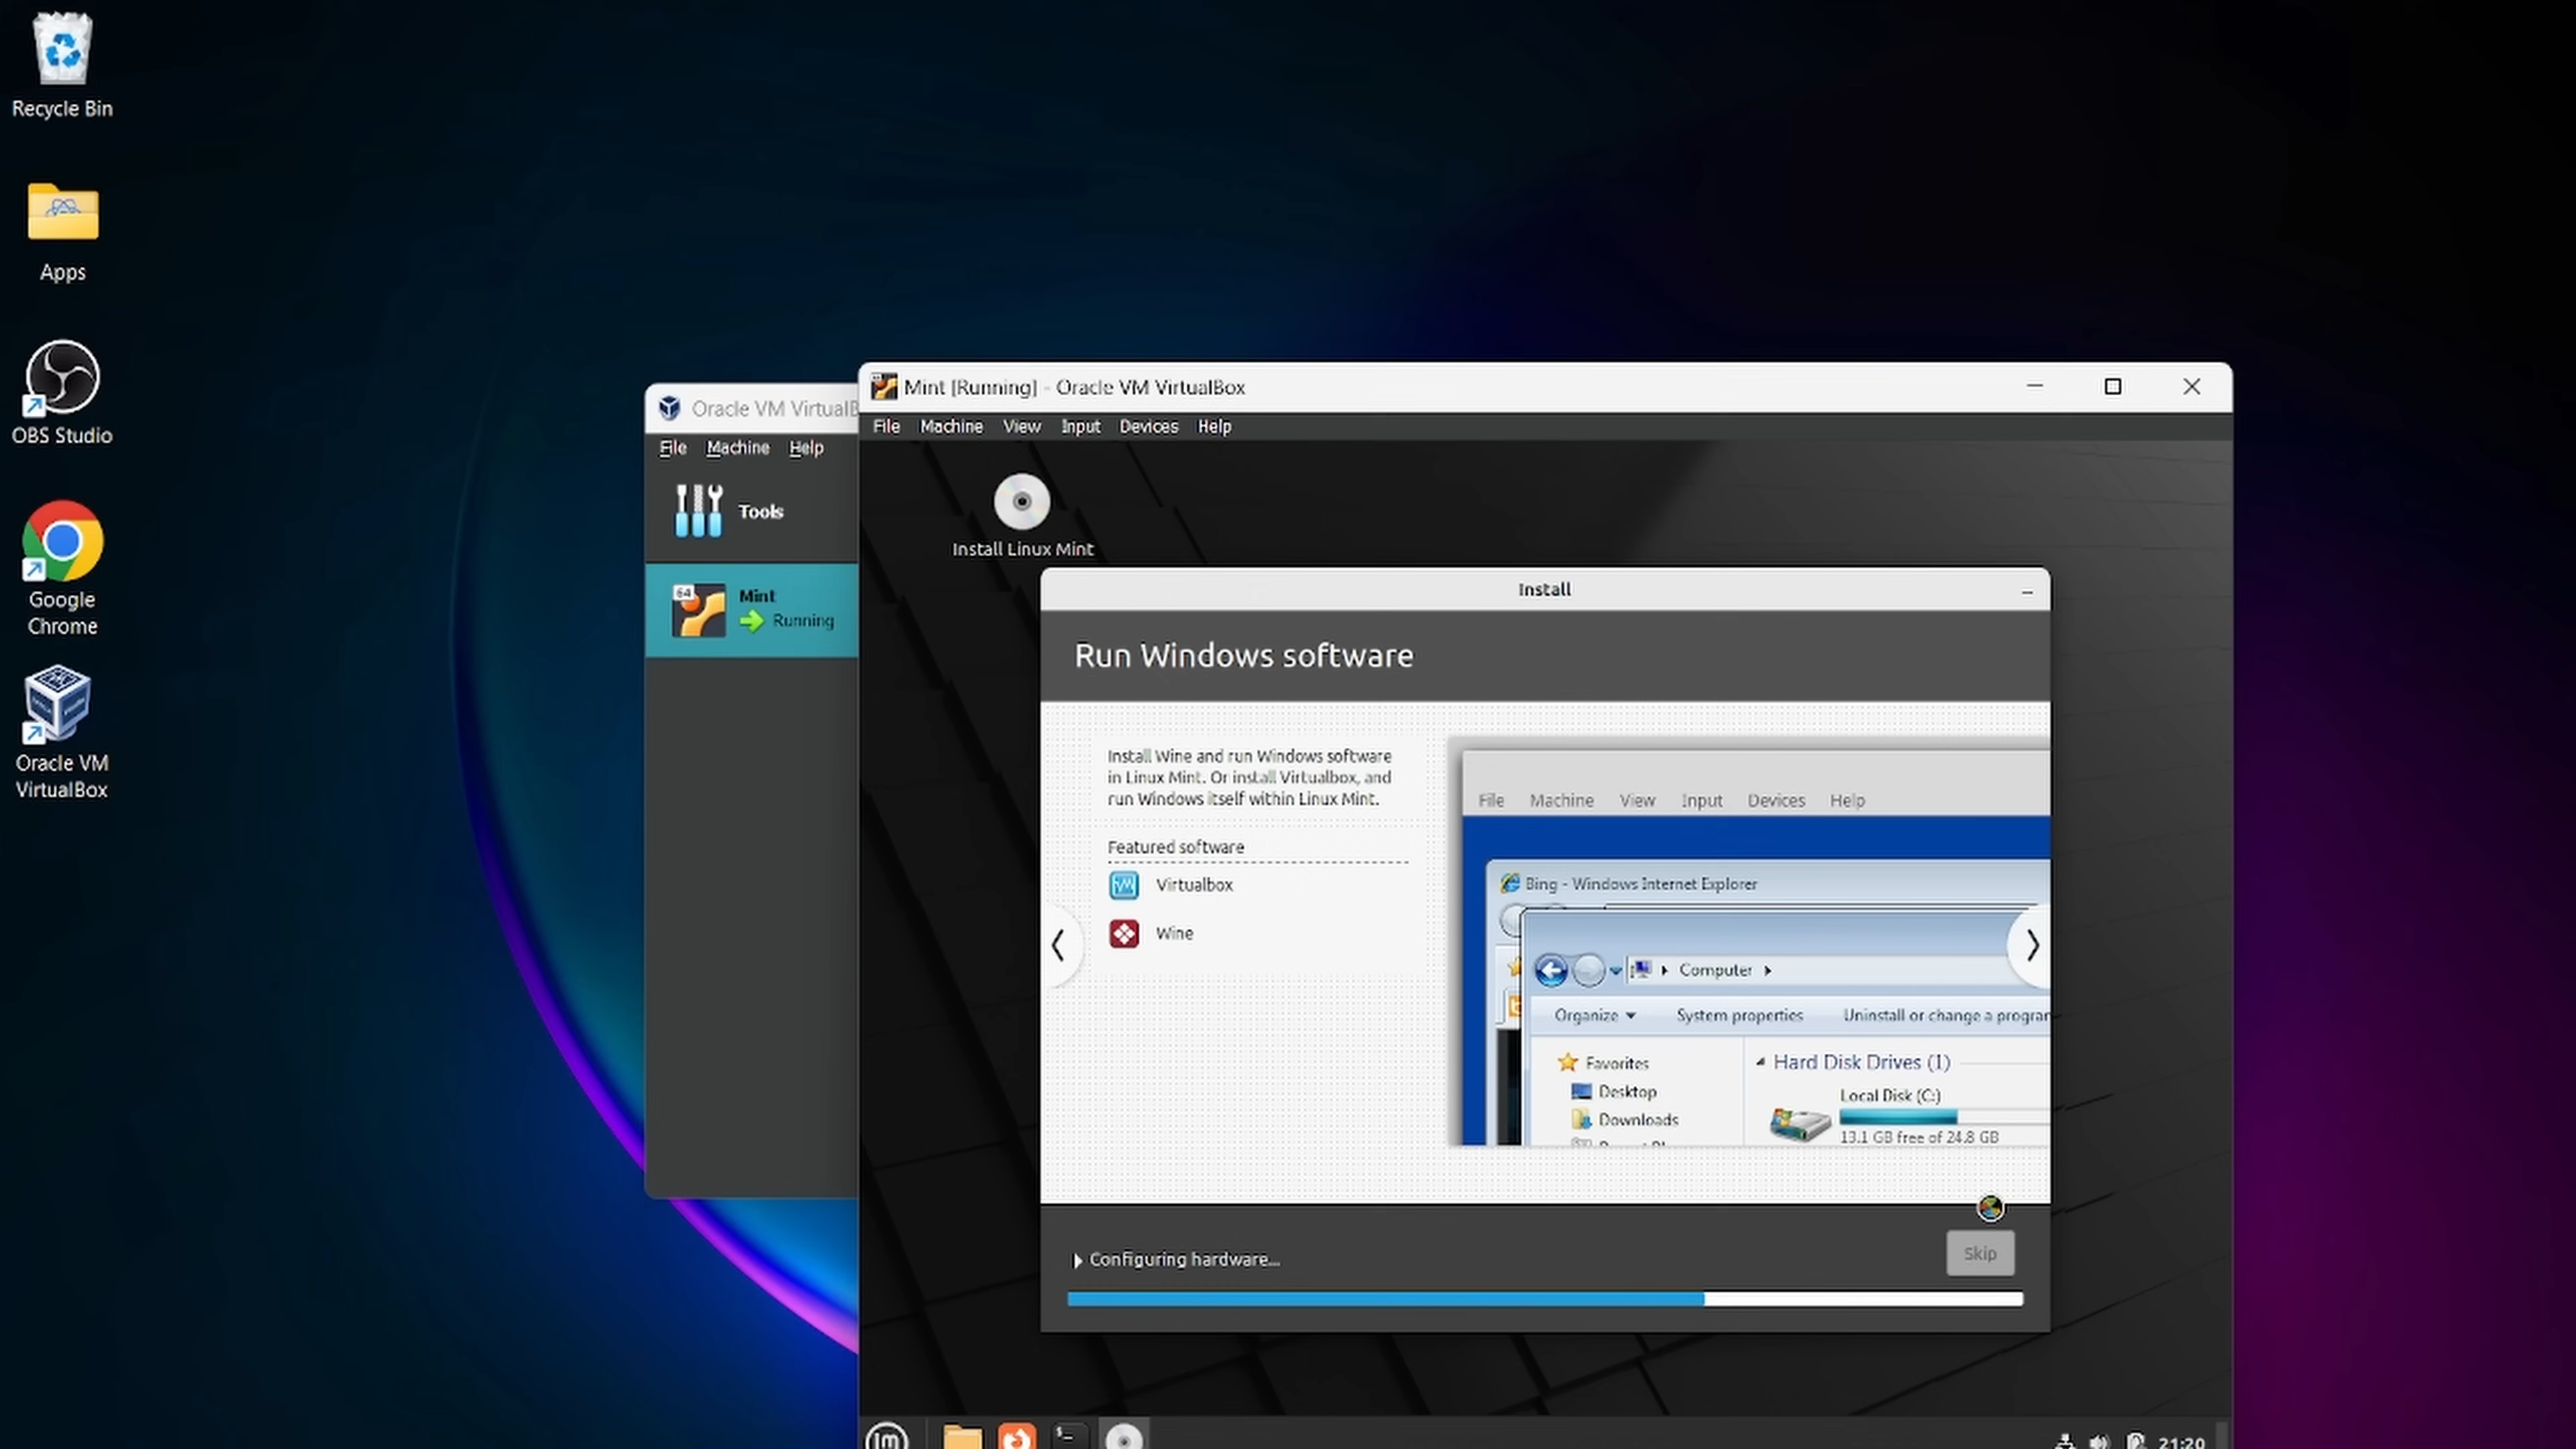 Recycle Bin
Apps
OBS Studio
Google
Chrome
Oracle VM
VirtualBox
Oracle VM VirtualB
File Machine Help
Tools
64
Mint
Running
Mint [Running] - Oracle VM VirtualBox
File Machine View Input Devices Help
Install Linux Mint
Install
Run Windows software
Install Wine and run Windows software
in Linux Mint. Or install Virtualbox, and
run Windows itself within Linux Mint.
Featured software
Virtualbox
Wine
File Machine View Input Devices Help
Bing - Windows Internet Explorer
Computer
Organize System properties Uninstall or change a progra
Favorites
Desktop
Downloads
Hard Disk Drives (1)
Local Disk (C:)
13.1 GB free of 24.8 GB
Configuring hardware...
Skip
21:20